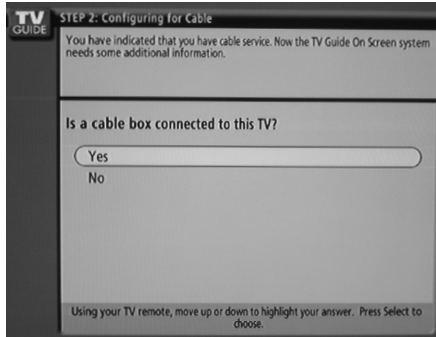 TV
GUIDE
STEP 2: Configuring for Cable
You have indicated that you have cable service. Now the TV Guide On Screen system
needs some additional information.
Is a cable box connected to this TV?
Yes
No
Using your TV remote, move up or down to highlight your answer. Press Select to
choose.